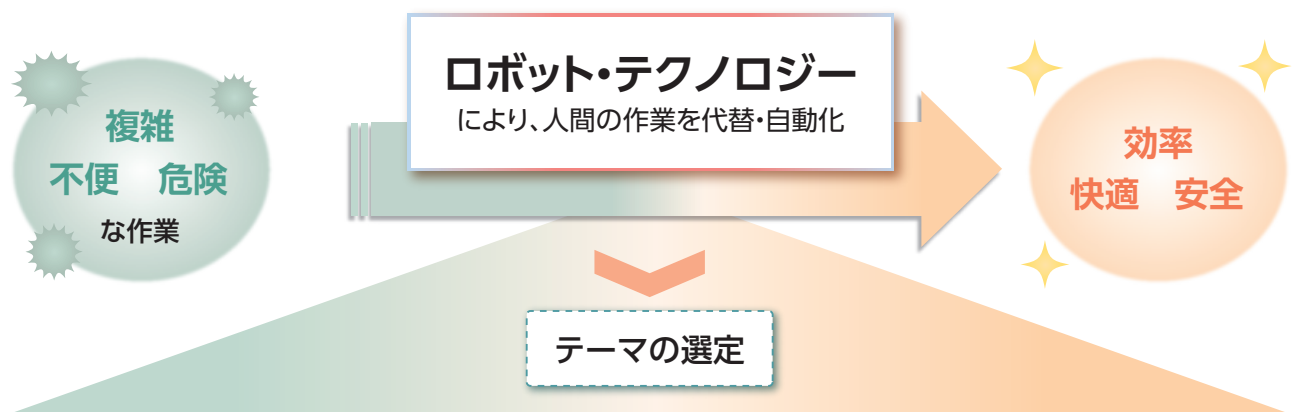 複雑
不便　危険
な作業
ロボット・テクノロジー
により、人間の作業を代替・自動化
効率
快適　安全
テーマの選定